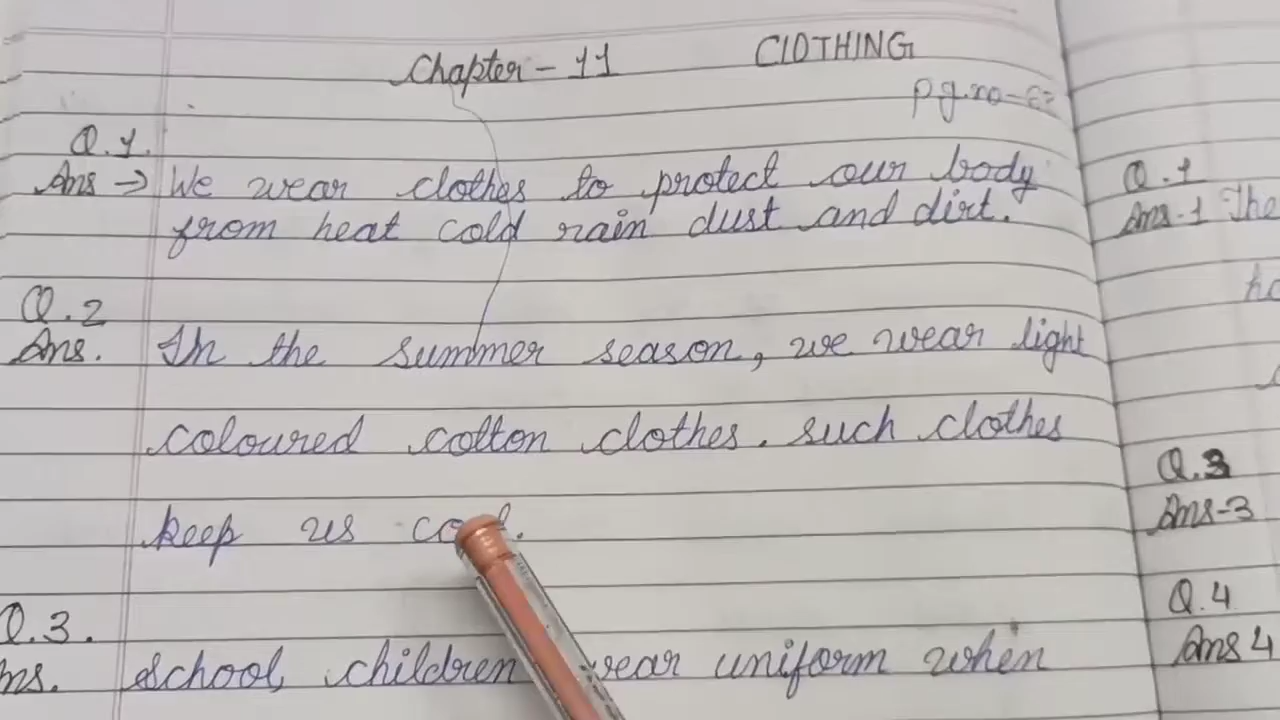 Chapter - 11 CLOTHING
pg.no-
Q.1.
Ans → We wear clothes to protect our body
from heat cold rain dust and dirt.
Q.2
Ans. In the summer season, we wear light
coloured cotton clothes. such clothes
keep us
Q.3.
Ans. School children wear uniform when
Q.1
Ans-1 The
Q.3
Ans-3
Q.4
Ans 4